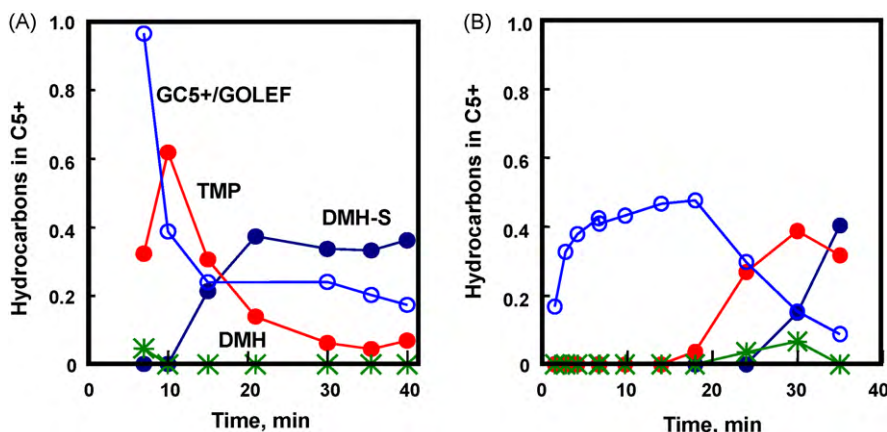 (A)
Hydrocarbons in C5+
1.0
0.8
0.6
0.4
0.2
0
GC5+/GOLEF
TMP
DMH-S
DMH
0 10 20 30 40
Time, min
(B)
Hydrocarbons in C5+
1.0
0.8
0.6
0.4
0.2
0
0 10 20 30 40
Time, min